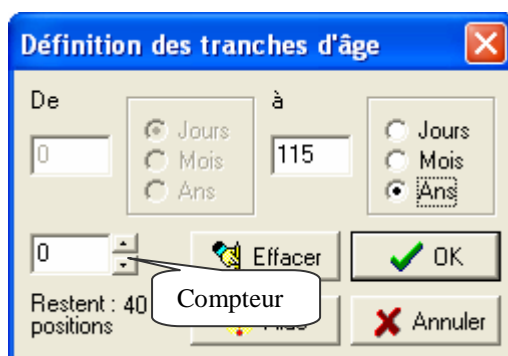 Définition des tranches d'âge
De
à
0
Jours
Mois
Ans
115
Jours
Mois
Ans
0
Effacer
OK
Restent : 40
positions
Compteur
Annuler